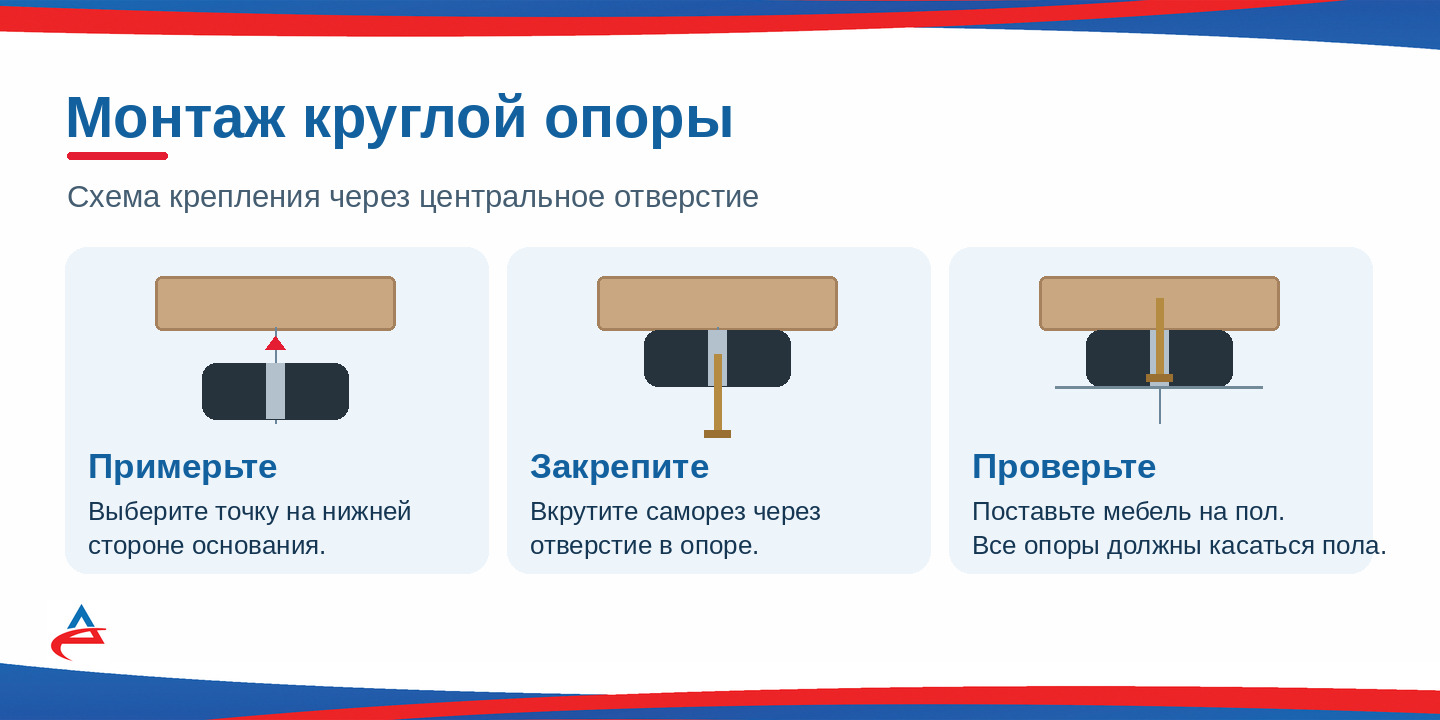 Монтаж круглой опоры
Схема крепления через центральное отверстие
Примерьте
Выберите точку на нижней
стороне основания.
Закрепите
Вкрутите саморез через
отверстие в опоре.
Проверьте
Поставьте мебель на пол.
Все опоры должны касаться пола.